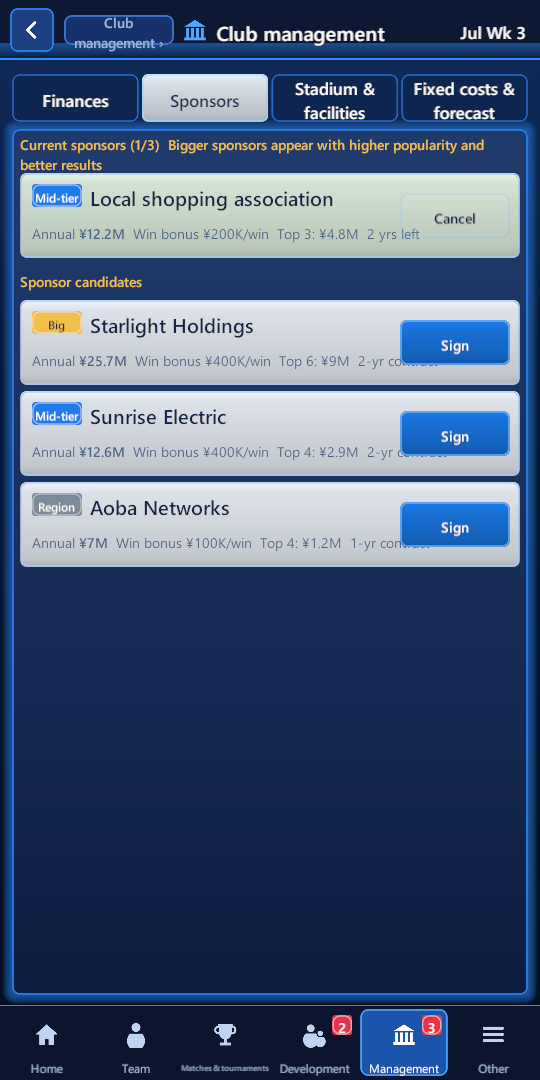 Club
management ›
Club management
Jul Wk 3
Finances
Sponsors
Stadium &
facilities
Fixed costs &
forecast
Current sponsors (1/3)  Bigger sponsors appear with higher popularity and
better results
Mid-tier
Local shopping association
Annual ¥12.2M  Win bonus ¥200K/win  Top 3: ¥4.8M  2 yrs left
Cancel
Sponsor candidates
Big
Starlight Holdings
Annual ¥25.7M  Win bonus ¥400K/win  Top 6: ¥9M  2-yr contract
Sign
Mid-tier
Sunrise Electric
Annual ¥12.6M  Win bonus ¥400K/win  Top 4: ¥2.9M  2-yr contract
Sign
Region
Aoba Networks
Annual ¥7M  Win bonus ¥100K/win  Top 4: ¥1.2M  1-yr contract
Sign
2
3
Home
Team
Matches & tournaments
Development
Management
Other